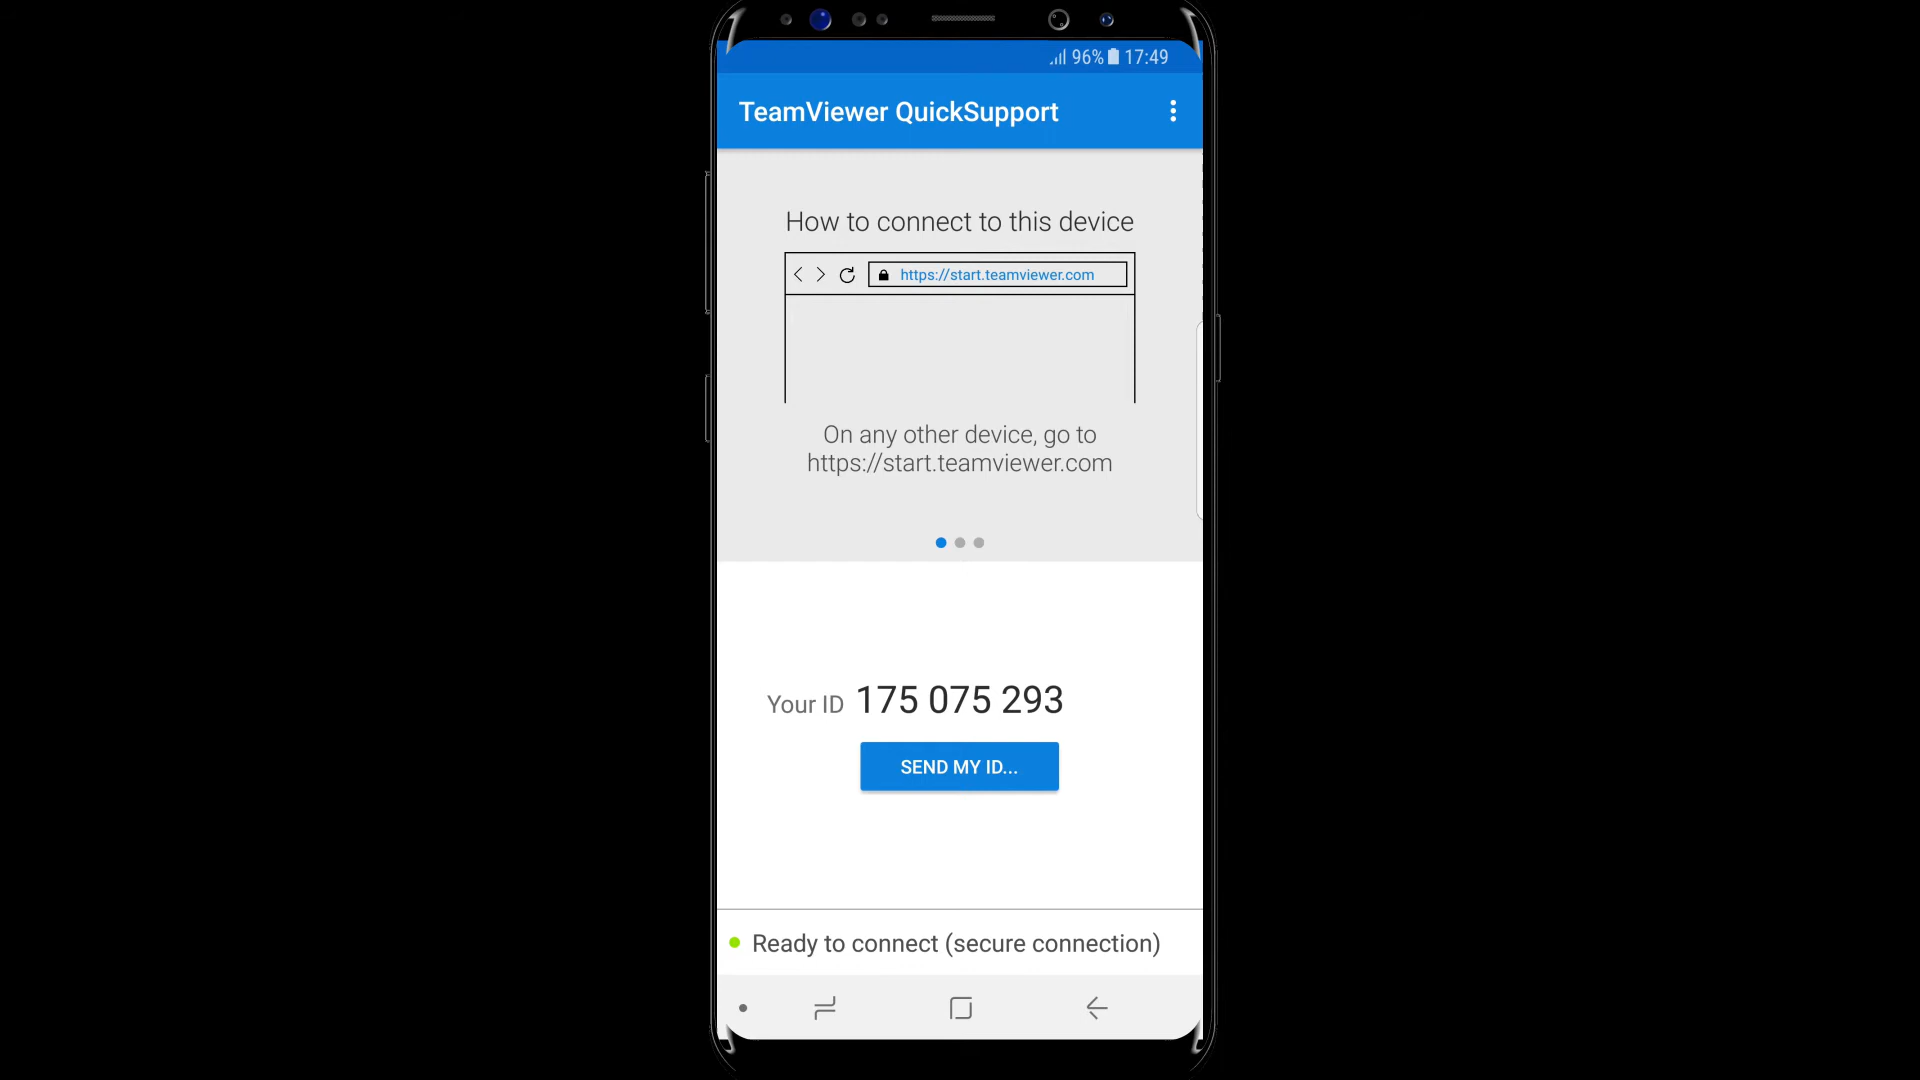 96% 17:49
TeamViewer QuickSupport
How to connect to this device
https://start.teamviewer.com
On any other device, go to
https://start.teamviewer.com
Your ID 175 075 293
SEND MY ID...
Ready to connect (secure connection)